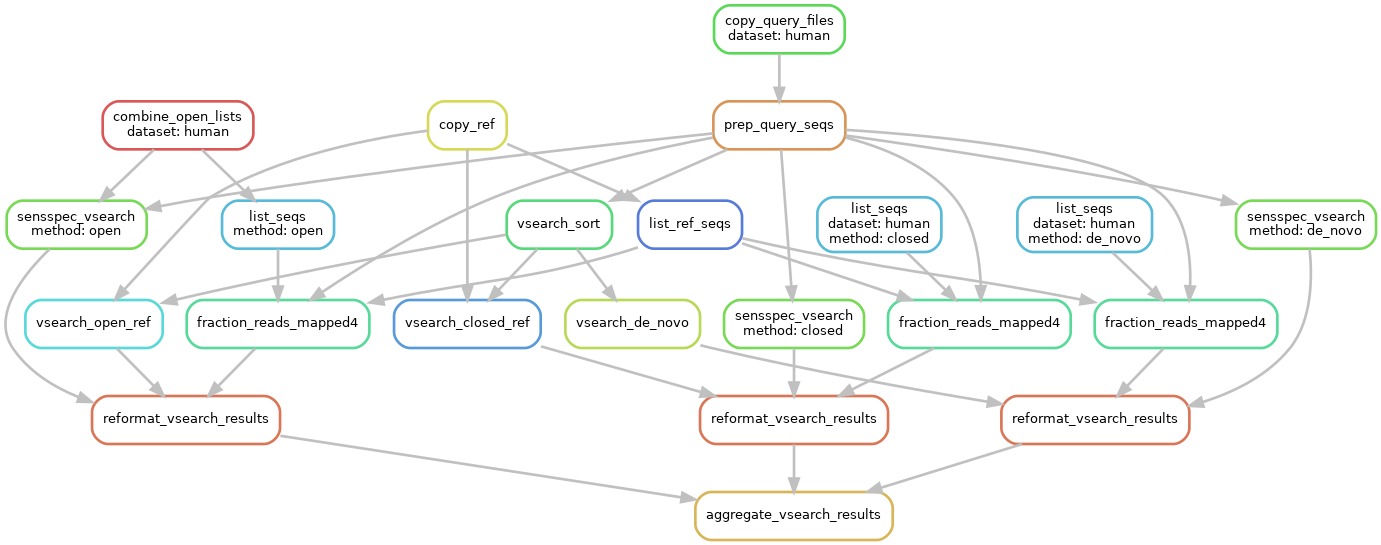 copy_query_files
dataset: human
combine_open_lists
dataset: human
copy_ref
prep_query_seqs
sensspec_vsearch
method: open
list_seqs
method: open
vsearch_sort
list_ref_seqs
list_seqs
dataset: human
method: closed
list_seqs
dataset: human
method: de_novo
sensspec_vsearch
method: de_novo
vsearch_open_ref
fraction_reads_mapped4
vsearch_closed_ref
vsearch_de_novo
sensspec_vsearch
method: closed
fraction_reads_mapped4
fraction_reads_mapped4
reformat_vsearch_results
reformat_vsearch_results
reformat_vsearch_results
aggregate_vsearch_results